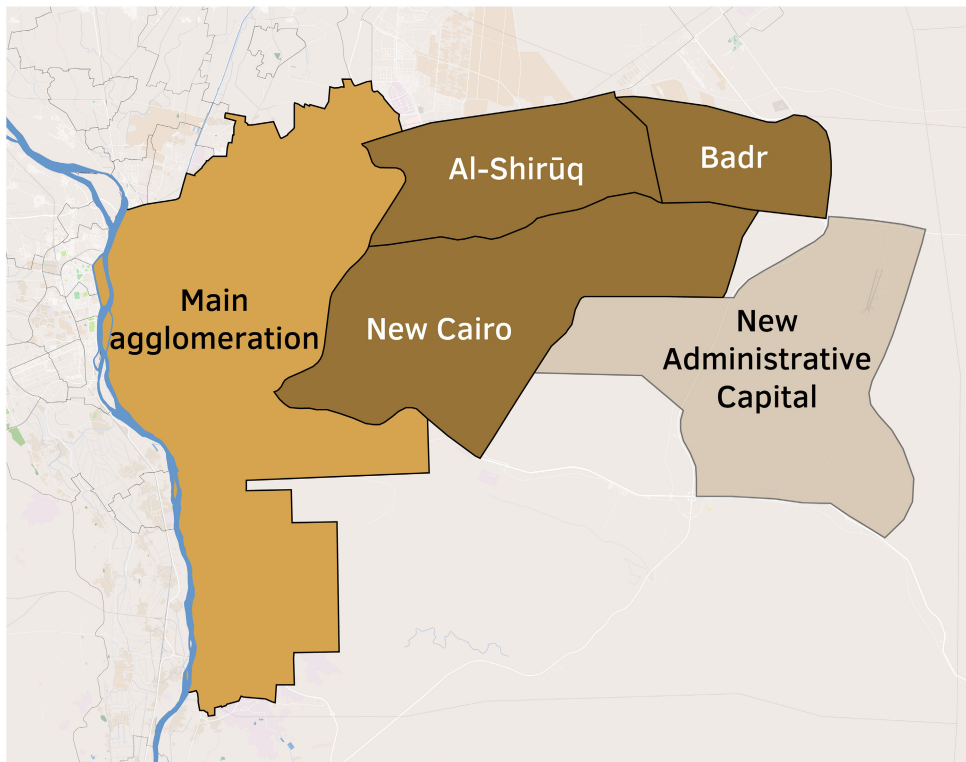 Al-Shirūq
Badr
Main
agglomeration
New Cairo
New
Administrative
Capital